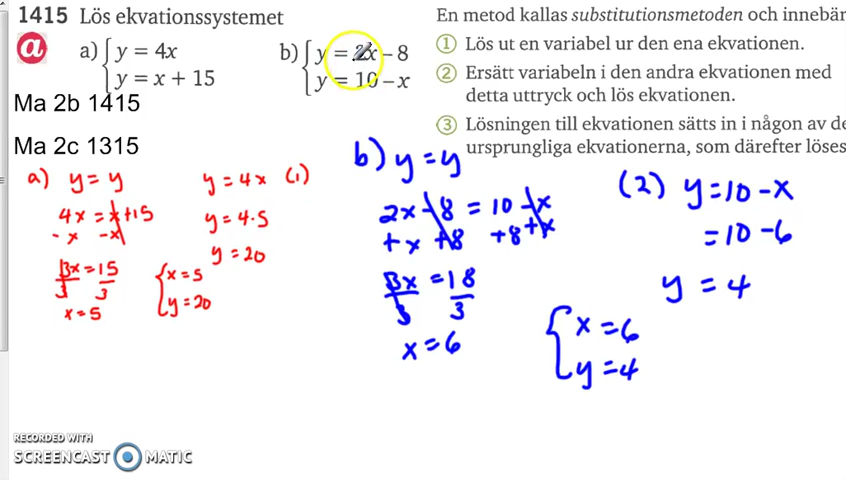 1415 Lös ekvationssystemet
a
a) { y = 4x
y = x + 15
b) { y = 2x – 8
y = 10 – x
Ma 2b 1415
Ma 2c 1315
En metod kallas substitutionsmetoden och innebär
1 Lös ut en variabel ur den ena ekvationen.
2 Ersätt variabeln i den andra ekvationen med
detta uttryck och lös ekvationen.
3 Lösningen till ekvationen sätts in i någon av de
ursprungliga ekvationerna, som därefter löses
a) y = y
4x = x + 15
- x - x
3x = 15
3 3
x = 5
y = 4x (1)
y = 4·5
y = 20
{ x = 5
y = 20
b) y = y
2x - 8 = 10 - x
+ x + 8 + 8 + x
3x = 18
3 3
x = 6
(2) y = 10 - x
= 10 - 6
y = 4
{ x = 6
y = 4
RECORDED WITH
SCREENCAST O MATIC